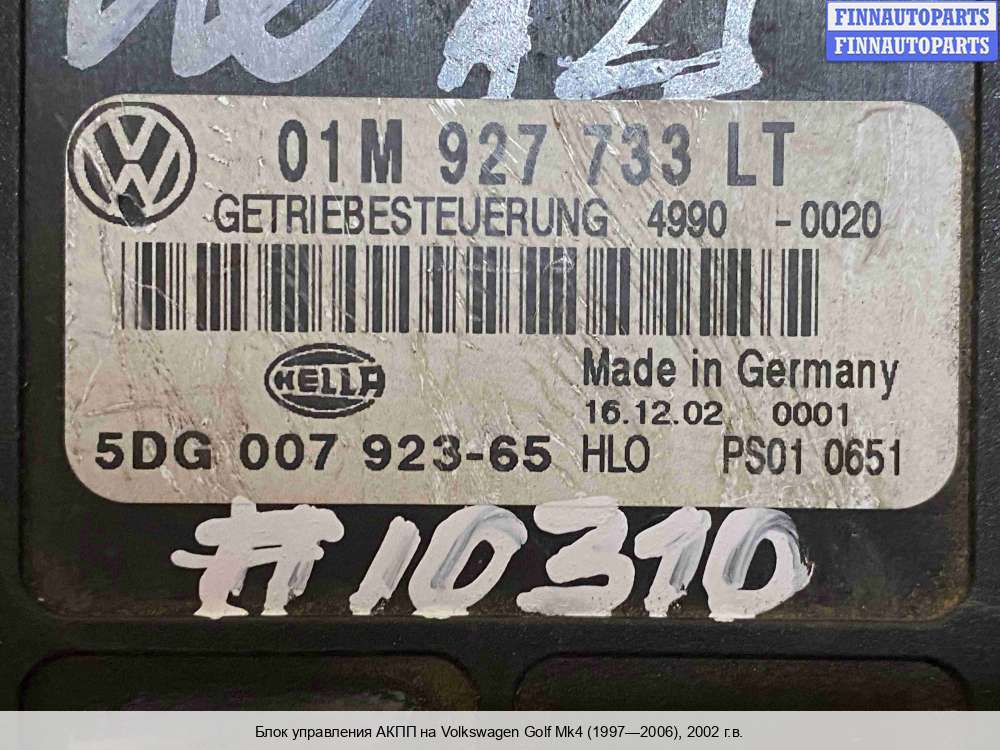 FINNAUTOPARTS
FINNAUTOPARTS
01M 927 733 LT
GETRIEBESTEUERUNG 4990 -0020
HELLA
Made in Germany
16.12.02 0001
5DG 007 923-65 HLO PS01 0651
#10310
Блок управления АКПП на Volkswagen Golf Mk4 (1997—2006), 2002 г.в.